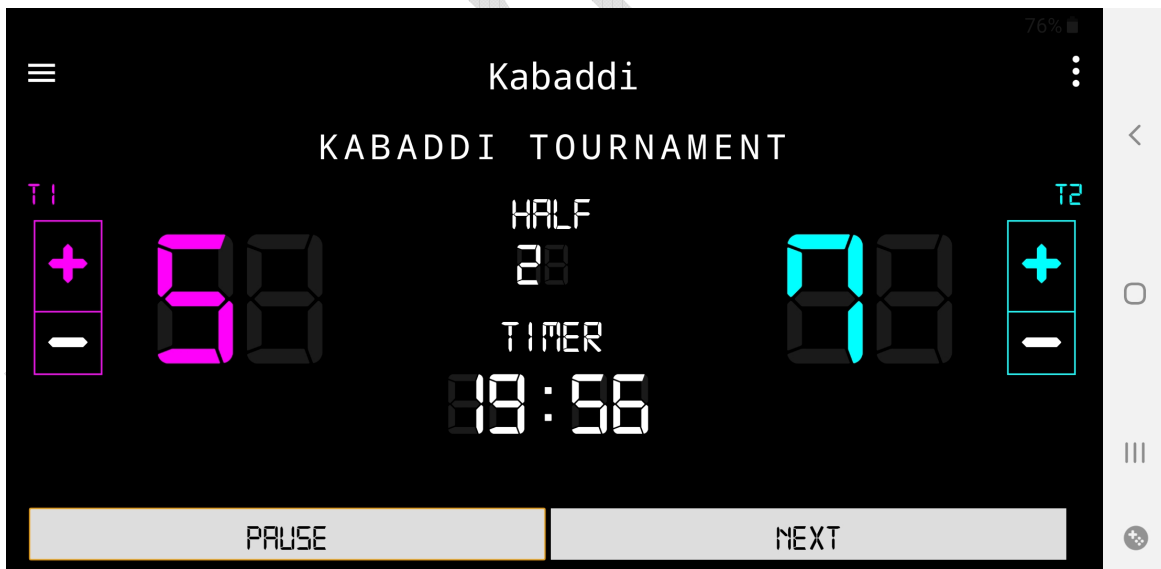 76%
Kabaddi
KABADDI TOURNAMENT
T1
T2
HALF
2
5
7
TIMER
19:56
PAUSE
NEXT